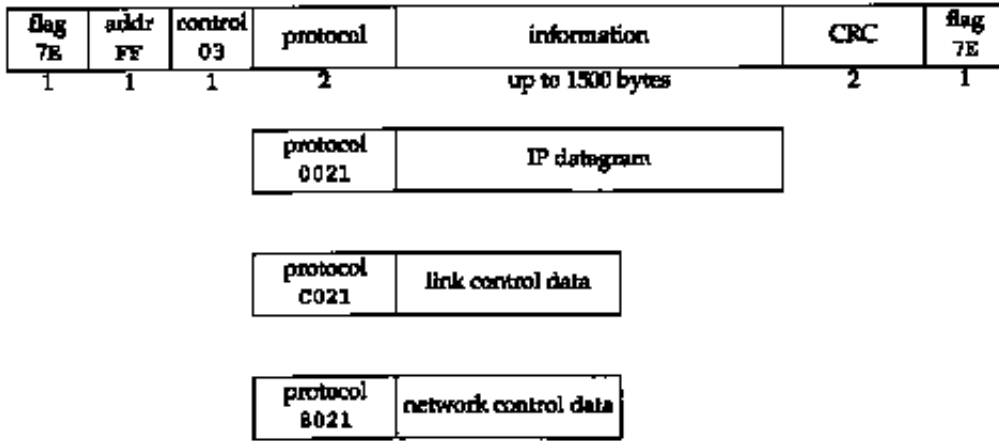 flag addr control protocol information CRC flag
7E FF 03 7E
1 1 1 2 up to 1500 bytes 2 1
protocol IP datagram
0021
protocol link control data
C021
protocol network control data
8021